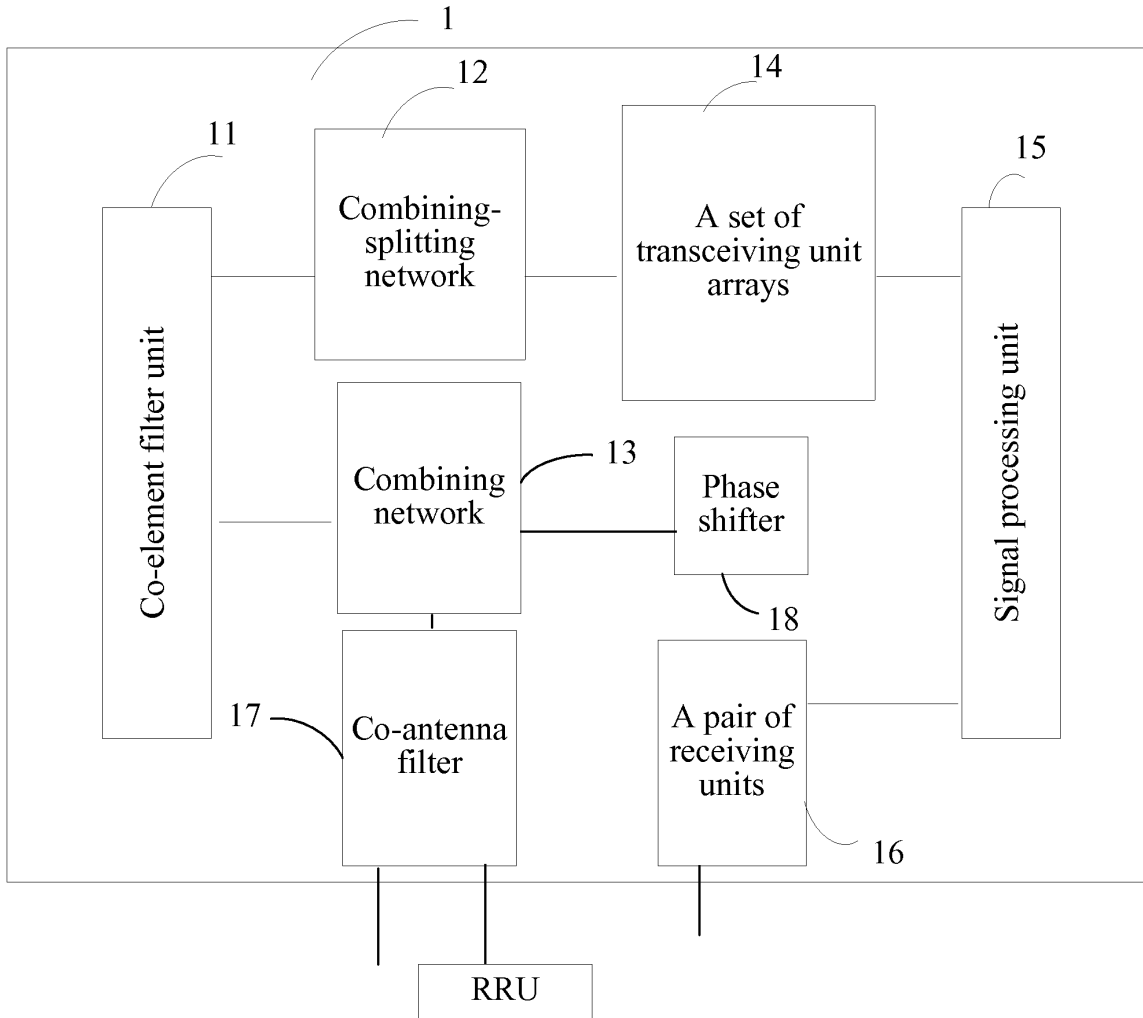 1
12
14
11
15
Combining-
splitting
network
A set of
transceiving unit
arrays
Co-element filter unit
Signal processing unit
Combining
network
13
Phase
shifter
18
17
Co-antenna
filter
A pair of
receiving
units
16
RRU